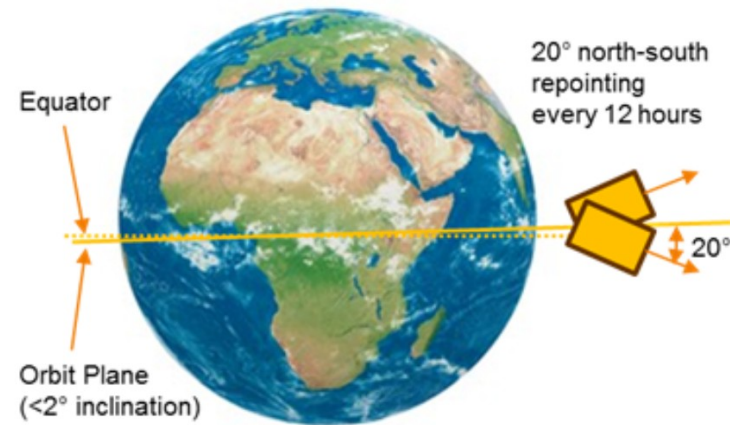 Equator
20° north-south
repointing
every 12 hours
20°
Orbit Plane
(<2° inclination)